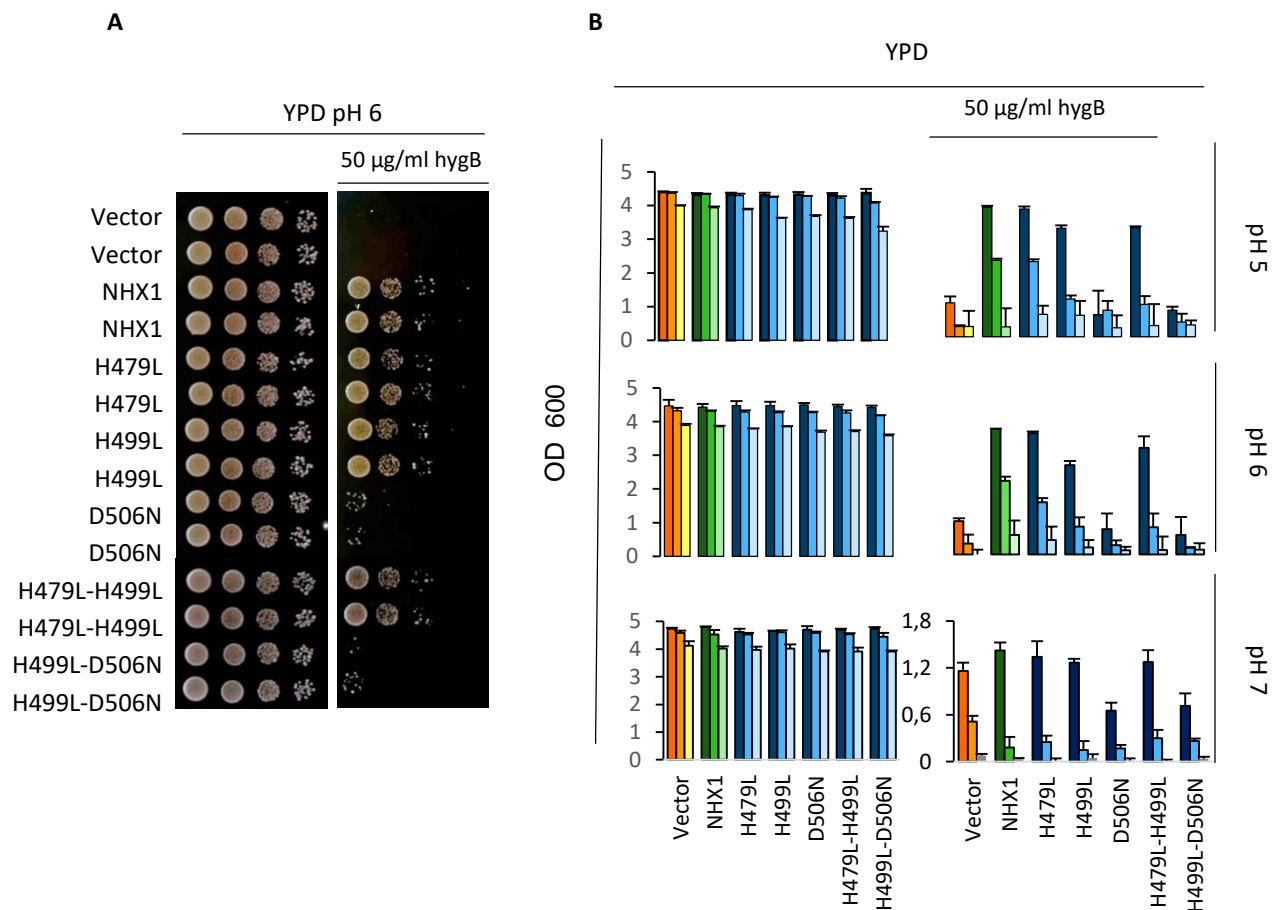 A
YPD pH 6
50 µg/ml hygB
Vector
Vector
NHX1
NHX1
H479L
H479L
H499L
H499L
D506N
D506N
H479L-H499L
H479L-H499L
H499L-D506N
H499L-D506N
B
YPD
50 µg/ml hygB
OD 600
5
4
3
2
1
0
pH 5
5
4
3
2
1
0
pH 6
5
4
3
2
1
0
1,8
1,2
0,6
0
pH 7
Vector
NHX1
H479L
H499L
D506N
H479L-H499L
H499L-D506N
Vector
NHX1
H479L
H499L
D506N
H479L-H499L
H499L-D506N